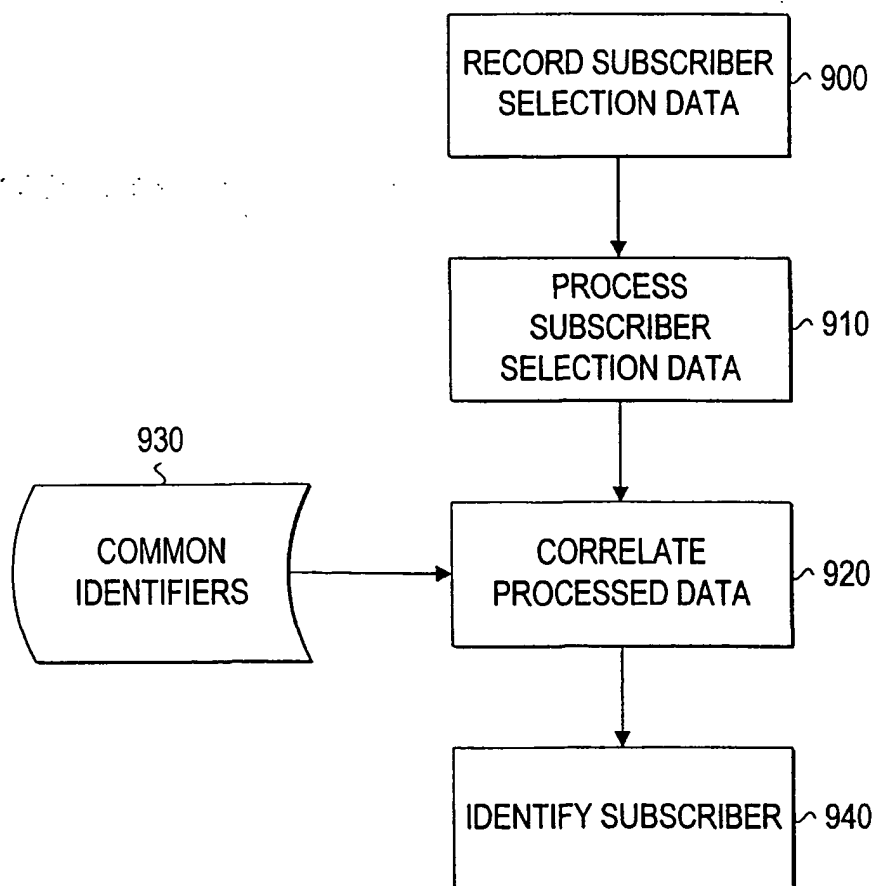 RECORD SUBSCRIBER
SELECTION DATA
900
PROCESS
SUBSCRIBER
SELECTION DATA
910
930
COMMON
IDENTIFIERS
CORRELATE
PROCESSED DATA
920
IDENTIFY SUBSCRIBER
940